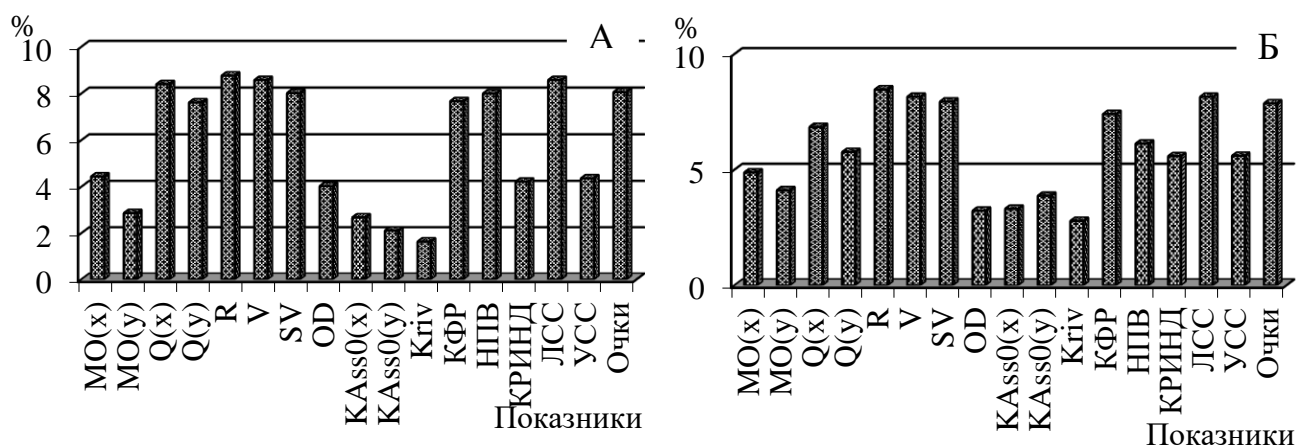 %
А
10
8
6
4
2
0
MO(x)
MO(y)
Q(x)
Q(y)
R
V
SV
OD
KAss0(x)
KAss0(y)
Kriv
КФР
НПВ
КРИНД
ЛСС
УСС
Очки
Показники
%
Б
10
5
0
MO(x)
MO(y)
Q(x)
Q(y)
R
V
SV
OD
KAss0(x)
KAss0(y)
Kriv
КФР
НПВ
КРИНД
ЛСС
УСС
Очки
Показники